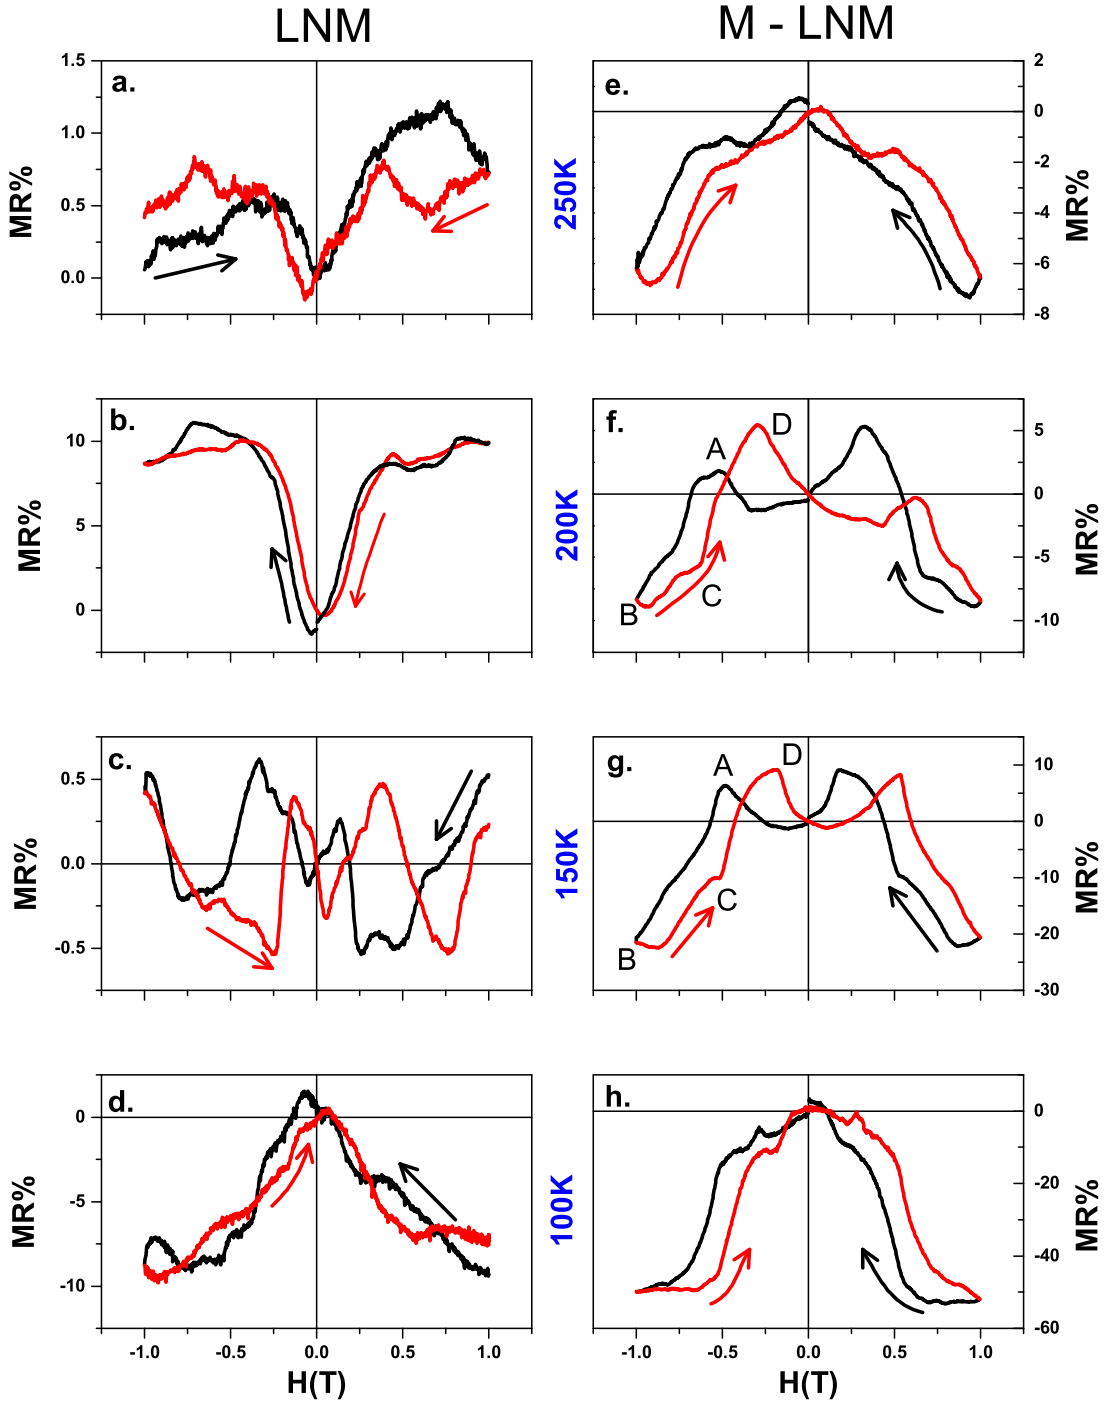 LNM
M - LNM
a.
1.5
1.0
0.5
0.0
MR%
e.
2
0
-2
-4
-6
-8
MR%
250K
b.
10
5
0
MR%
f.
A
D
B
C
5
0
-5
-10
MR%
200K
c.
0.5
0.0
-0.5
MR%
g.
A
D
B
C
10
0
-10
-20
-30
MR%
150K
d.
0
-5
-10
MR%
h.
0
-20
-40
-60
MR%
100K
-1.0 -0.5 0.0 0.5 1.0
H(T)
-1.0 -0.5 0.0 0.5 1.0
H(T)